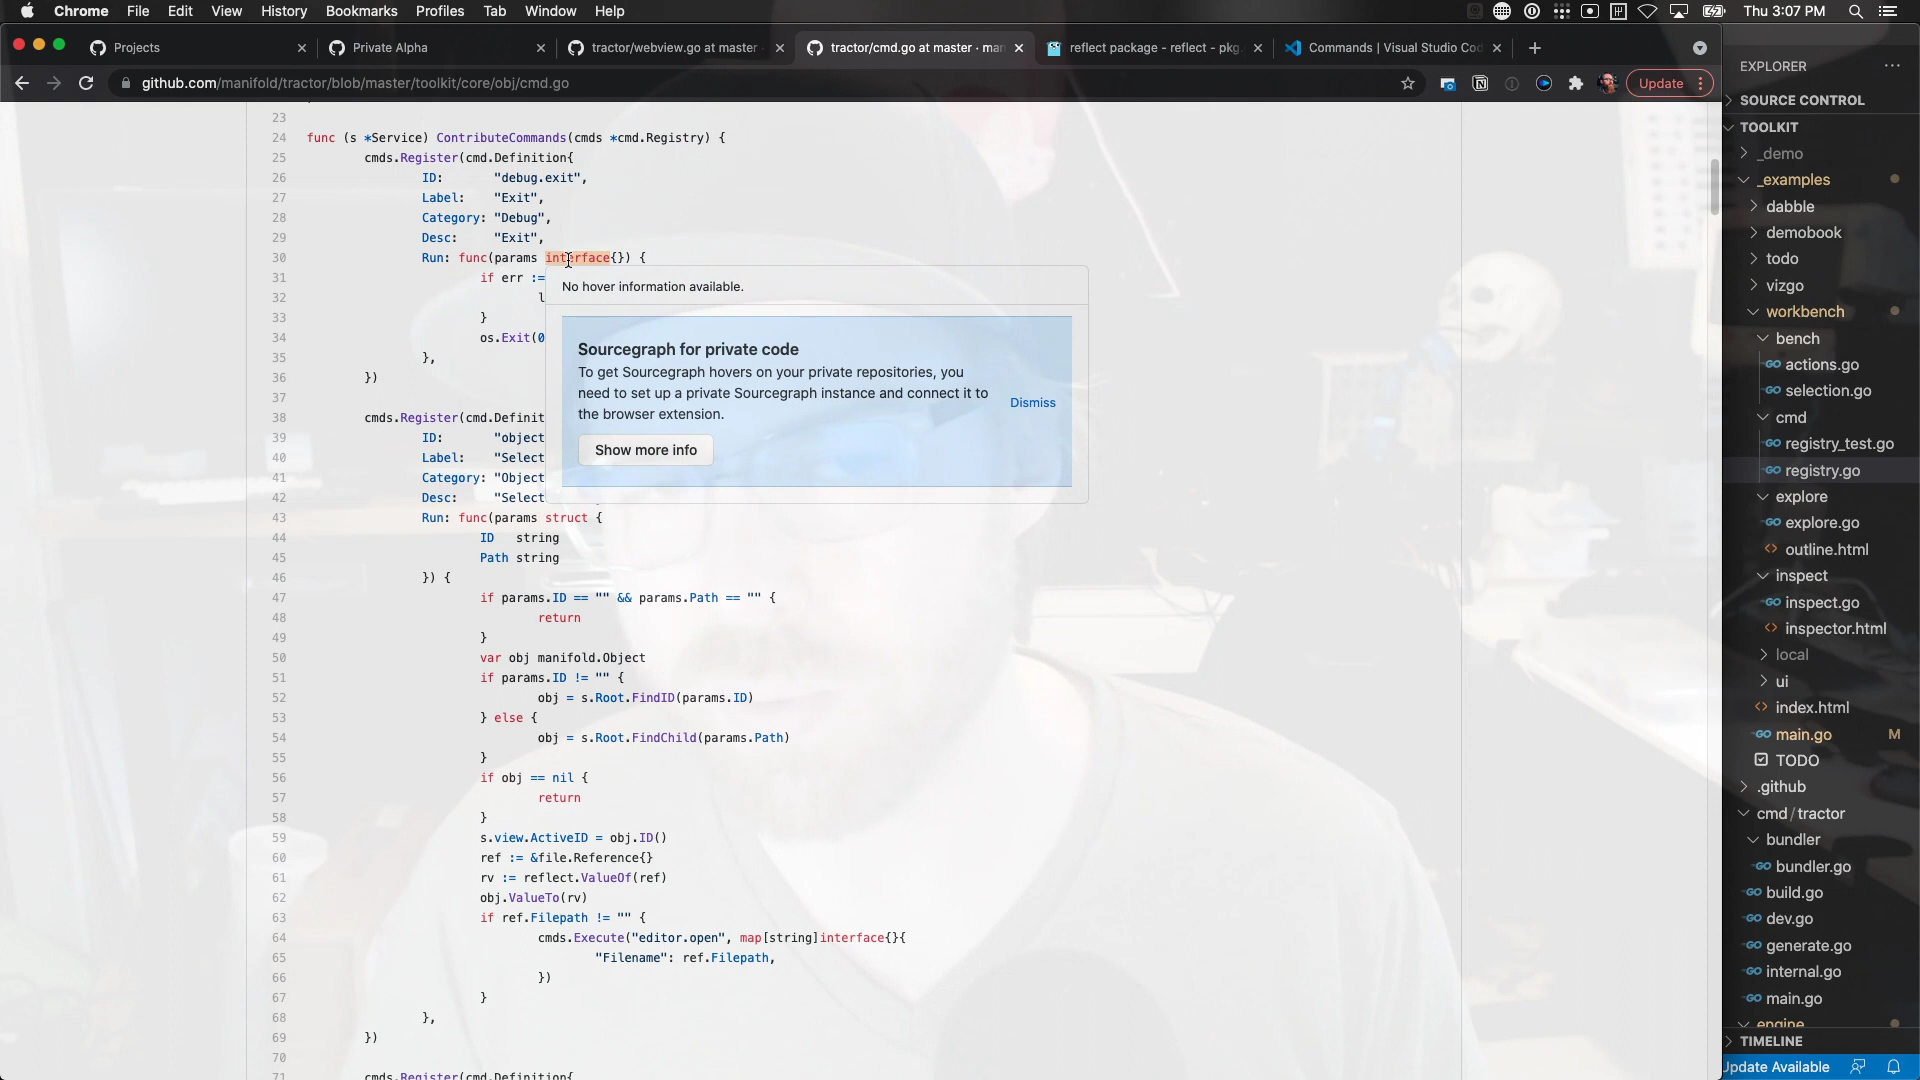 Chrome File Edit View History Bookmarks Profiles Tab Window Help Thu 3:07 PM
Projects Private Alpha tractor/webview.go at master tractor/cmd.go at master · man reflect package - reflect - pkg. Commands | Visual Studio Cod
github.com/manifold/tractor/blob/master/toolkit/core/obj/cmd.go Update
23
24 func (s *Service) ContributeCommands(cmds *cmd.Registry) {
25 cmds.Register(cmd.Definition{
26 ID: "debug.exit",
27 Label: "Exit",
28 Category: "Debug",
29 Desc: "Exit",
30 Run: func(params interface{}) {
31 if err :=
32 l
33 }
34 os.Exit(0
35 },
36 })
37
38 cmds.Register(cmd.Definit
39 ID: "object
40 Label: "Select
41 Category: "Object
42 Desc: "Select
43 Run: func(params struct {
44 ID string
45 Path string
46 }) {
47 if params.ID == "" && params.Path == "" {
48 return
49 }
50 var obj manifold.Object
51 if params.ID != "" {
52 obj = s.Root.FindID(params.ID)
53 } else {
54 obj = s.Root.FindChild(params.Path)
55 }
56 if obj == nil {
57 return
58 }
59 s.view.ActiveID = obj.ID()
60 ref := &file.Reference{}
61 rv := reflect.ValueOf(ref)
62 obj.ValueTo(rv)
63 if ref.Filepath != "" {
64 cmds.Execute("editor.open", map[string]interface{}{
65 "Filename": ref.Filepath,
66 })
67 }
68 },
69 })
70
71 cmds.Register(cmd.Definition{
No hover information available.
Sourcegraph for private code
To get Sourcegraph hovers on your private repositories, you
need to set up a private Sourcegraph instance and connect it to
the browser extension.
Dismiss
Show more info
EXPLORER
SOURCE CONTROL
TOOLKIT
_demo
_examples
dabble
demobook
todo
vizgo
workbench
bench
actions.go
selection.go
cmd
registry_test.go
registry.go
explore
explore.go
outline.html
inspect
inspect.go
inspector.html
local
ui
index.html
main.go M
TODO
.github
cmd / tractor
bundler
bundler.go
build.go
dev.go
generate.go
internal.go
main.go
engine
TIMELINE
Update Available